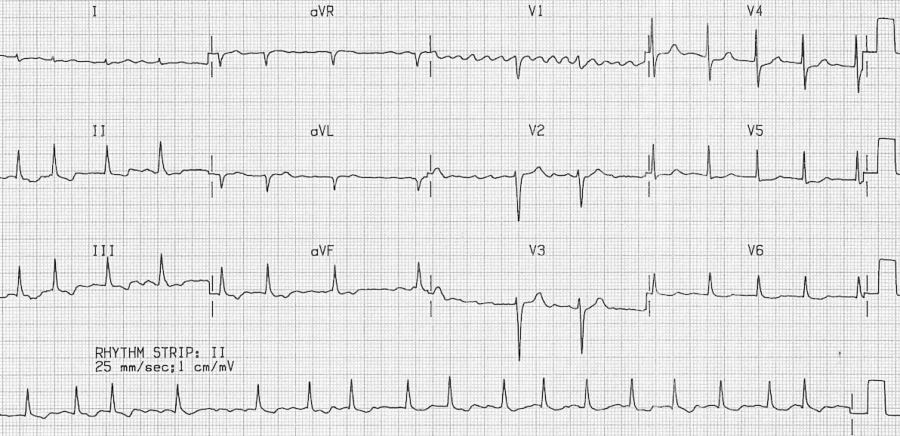 I aVR V1 V4
II aVL V2 V5
III aVF V3 V6
RHYTHM STRIP: II
25 mm/sec;1 cm/mV